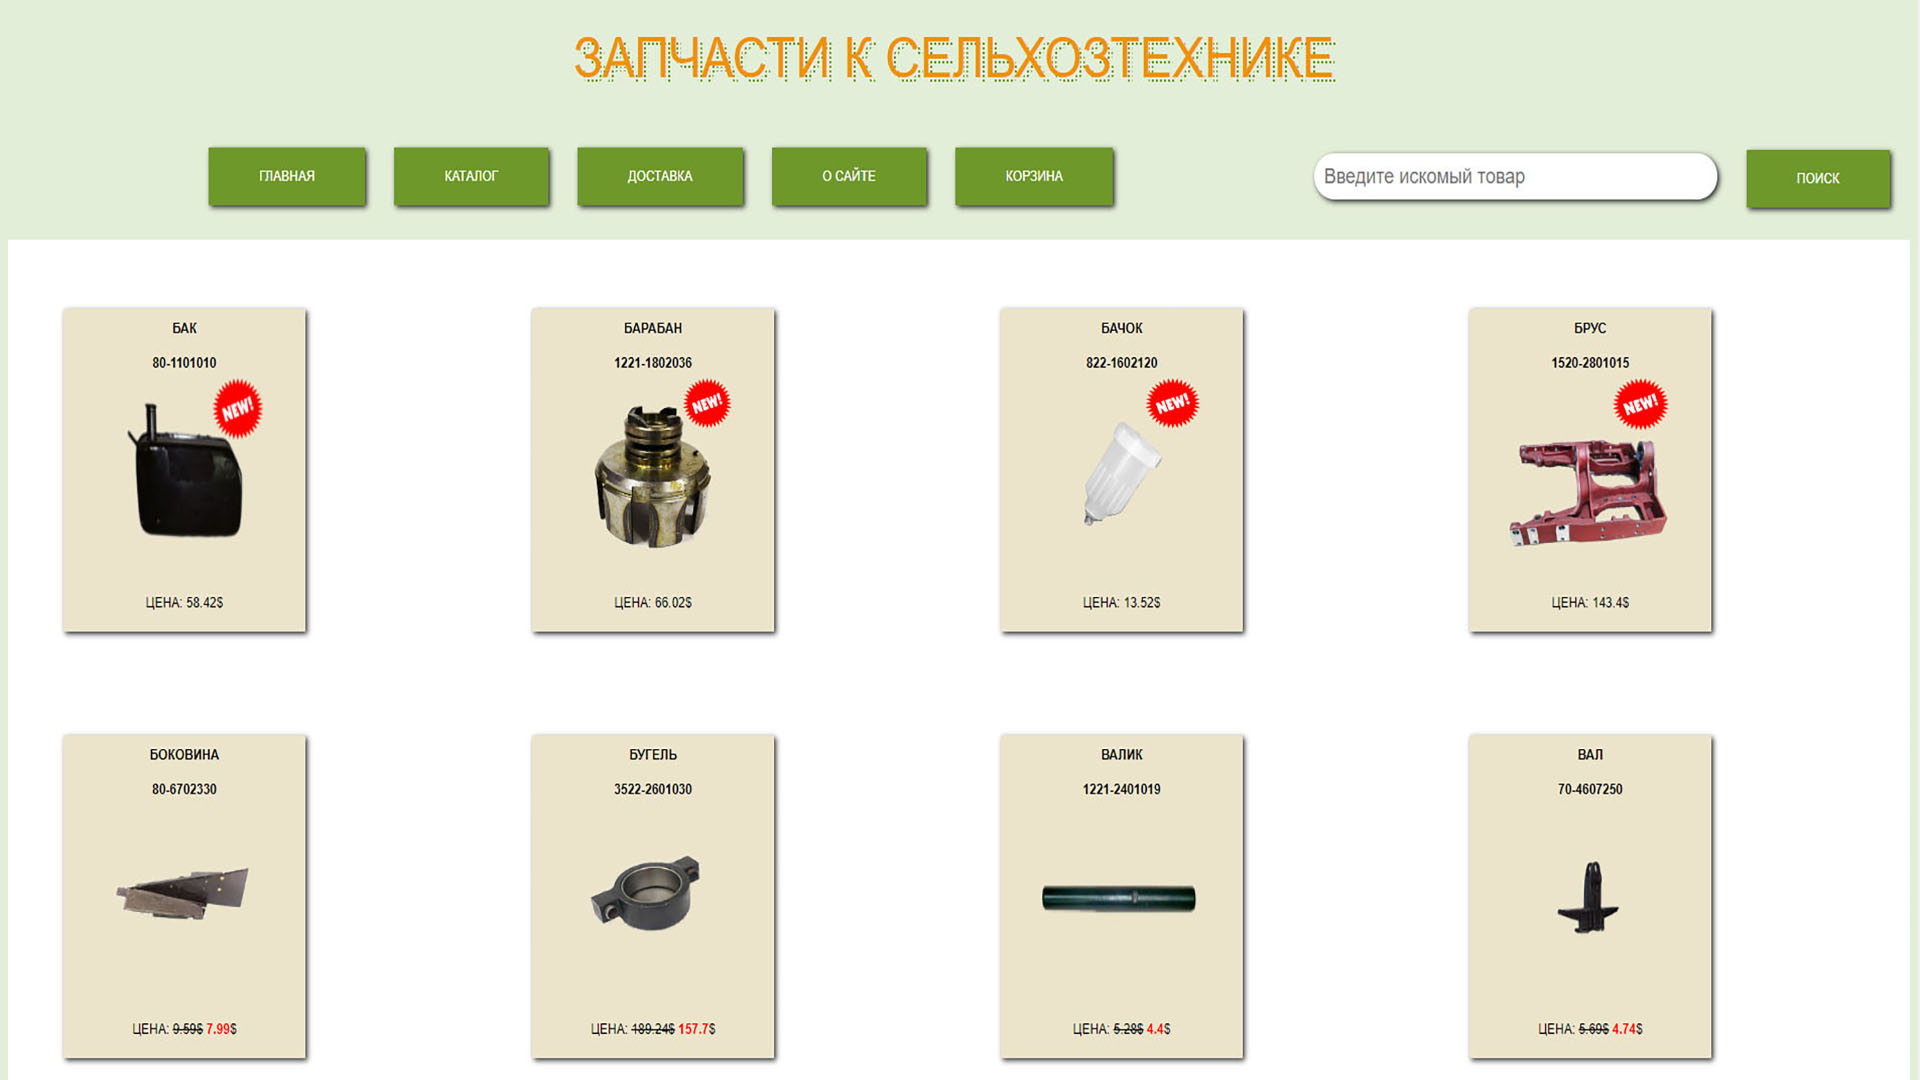 ЗАПЧАСТИ К СЕЛЬХОЗТЕХНИКЕ
ГЛАВНАЯ
КАТАЛОГ
ДОСТАВКА
О САЙТЕ
КОРЗИНА
Введите искомый товар
ПОИСК
БАК
80-1101010
NEW!
ЦЕНА: 58.42$
БАРАБАН
1221-1802036
NEW!
ЦЕНА: 66.02$
БАЧОК
822-1602120
NEW!
ЦЕНА: 13.52$
БРУС
1520-2801015
NEW!
ЦЕНА: 143.4$
БОКОВИНА
80-6702330
ЦЕНА: 9.59$ 7.99$
БУГЕЛЬ
3522-2601030
ЦЕНА: 189.24$ 157.7$
ВАЛИК
1221-2401019
ЦЕНА: 5.28$ 4.4$
ВАЛ
70-4607250
ЦЕНА: 5.69$ 4.74$